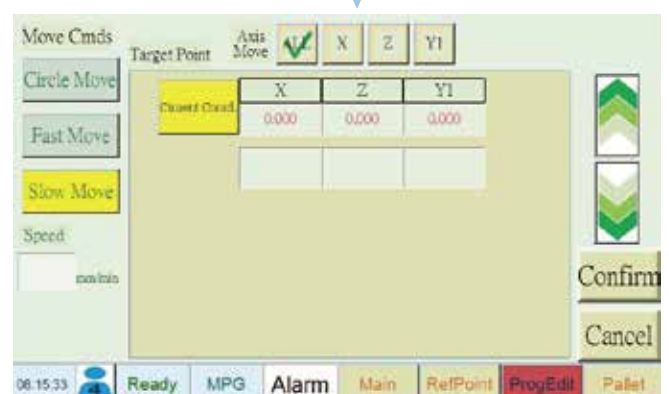 Move Cmds
Target Point
Axis Move
X
Z
Y1
Circle Move
Fast Move
Slow Move
Speed
mm/min
Current Coord.
X Z Y1
0.000 0.000 0.000
Confirm
Cancel
08:15:33 Ready MPG Alarm Main RefPoint ProgEdit Pallet